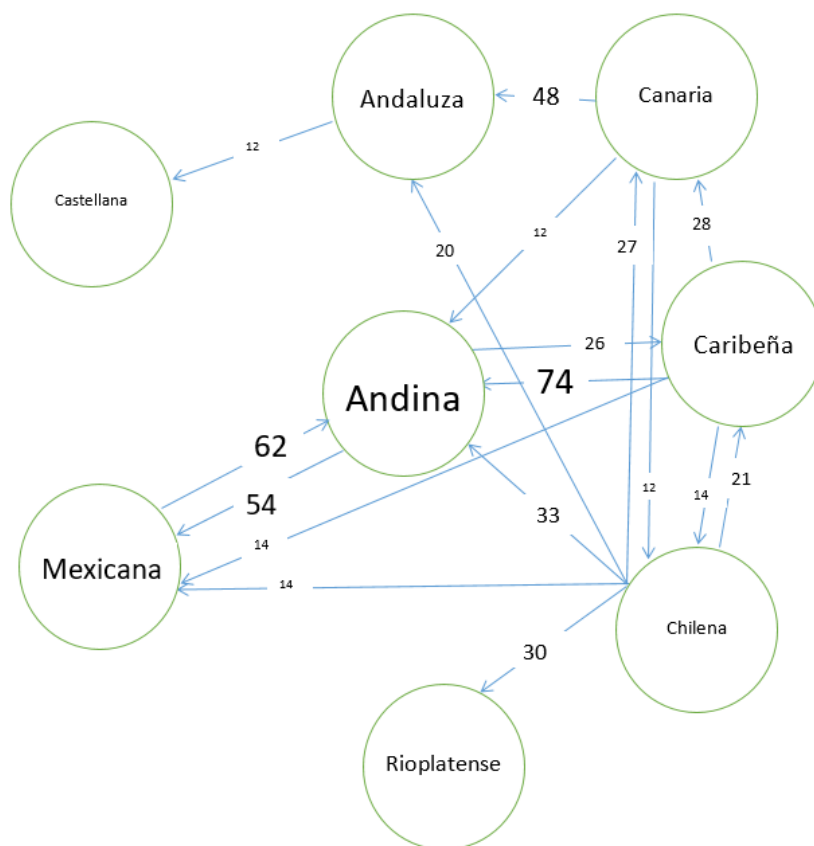 Andaluza
48
Canaria
12
Castellana
20
12
27
28
Andina
26
74
Caribeña
62
54
33
12
14
21
14
14
Mexicana
Chilena
30
Rioplatense